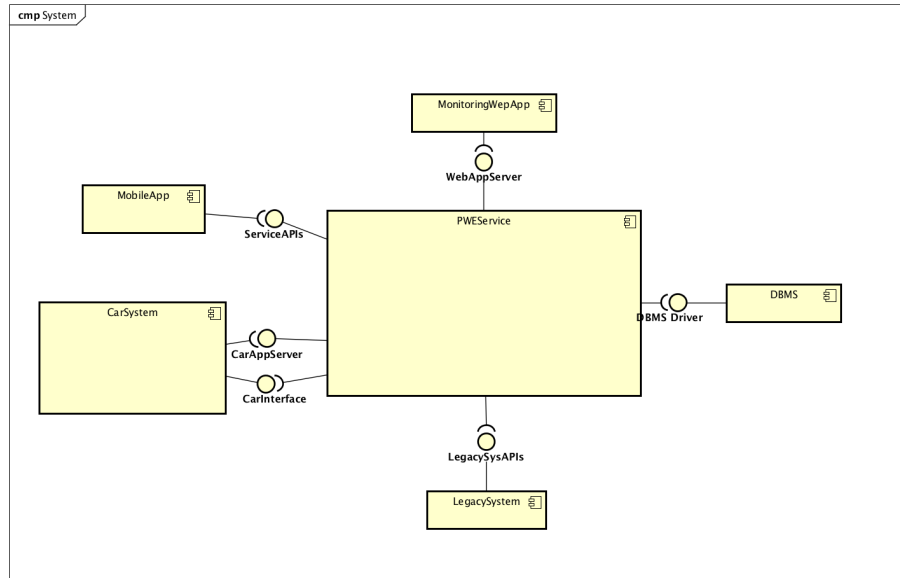 cmp System
MonitoringWepApp
WebAppServer
MobileApp
ServiceAPIs
PWEService
DBMS
DBMS Driver
CarSystem
CarAppServer
CarInterface
LegacySysAPIs
LegacySystem